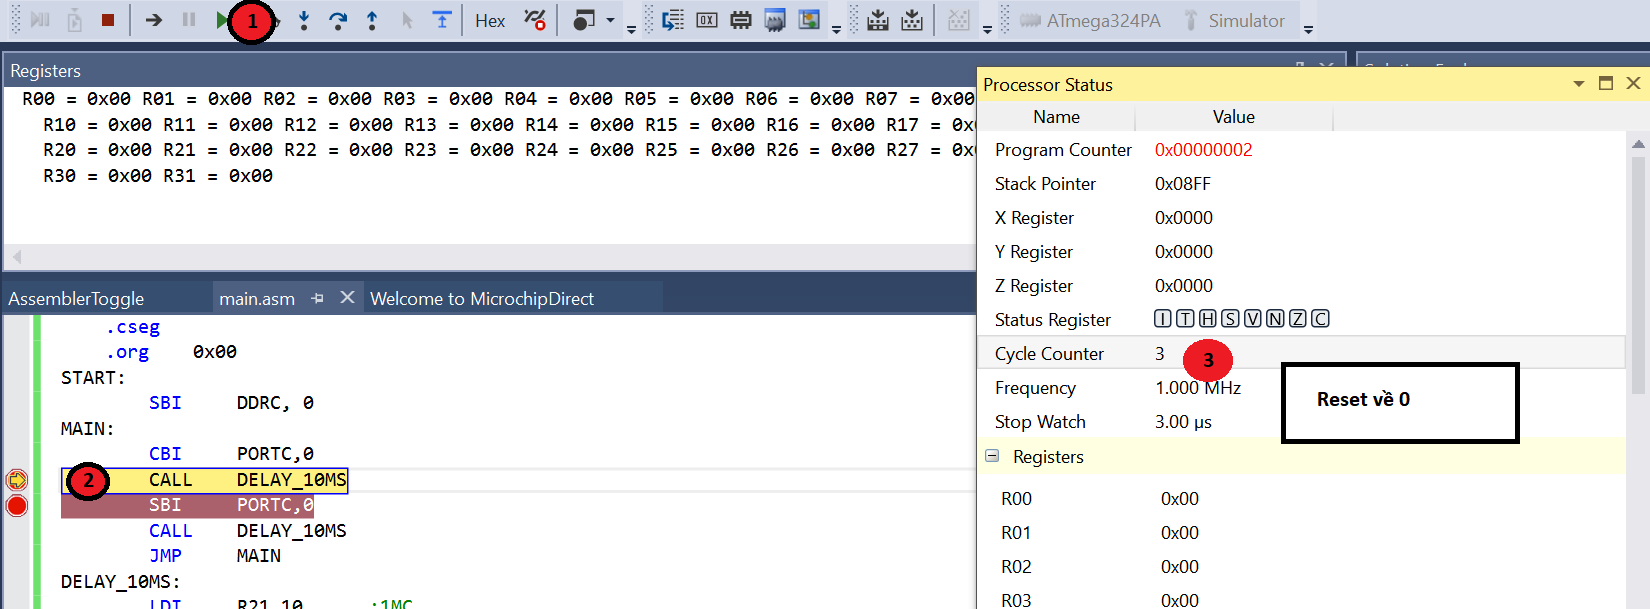 1
Hex
ATmega324PA
Simulator
Registers
R00 = 0x00 R01 = 0x00 R02 = 0x00 R03 = 0x00 R04 = 0x00 R05 = 0x00 R06 = 0x00 R07 = 0x00
R10 = 0x00 R11 = 0x00 R12 = 0x00 R13 = 0x00 R14 = 0x00 R15 = 0x00 R16 = 0x00 R17 =
R20 = 0x00 R21 = 0x00 R22 = 0x00 R23 = 0x00 R24 = 0x00 R25 = 0x00 R26 = 0x00 R27 =
R30 = 0x00 R31 = 0x00
AssemblerToggle
main.asm
Welcome to MicrochipDirect
.cseg
.org 0x00
START:
SBI DDRC, 0
MAIN:
CBI PORTC,0
2 CALL DELAY_10MS
SBI PORTC,0
CALL DELAY_10MS
JMP MAIN
DELAY_10MS:
LDI R21,10 ;1MC
Processor Status
Name Value
Program Counter 0x00000002
Stack Pointer 0x08FF
X Register 0x0000
Y Register 0x0000
Z Register 0x0000
Status Register I T H S V N Z C
Cycle Counter 3
3
Frequency 1.000 MHz
Stop Watch 3.00 µs
Reset về 0
Registers
R00 0x00
R01 0x00
R02 0x00
R03 0x00